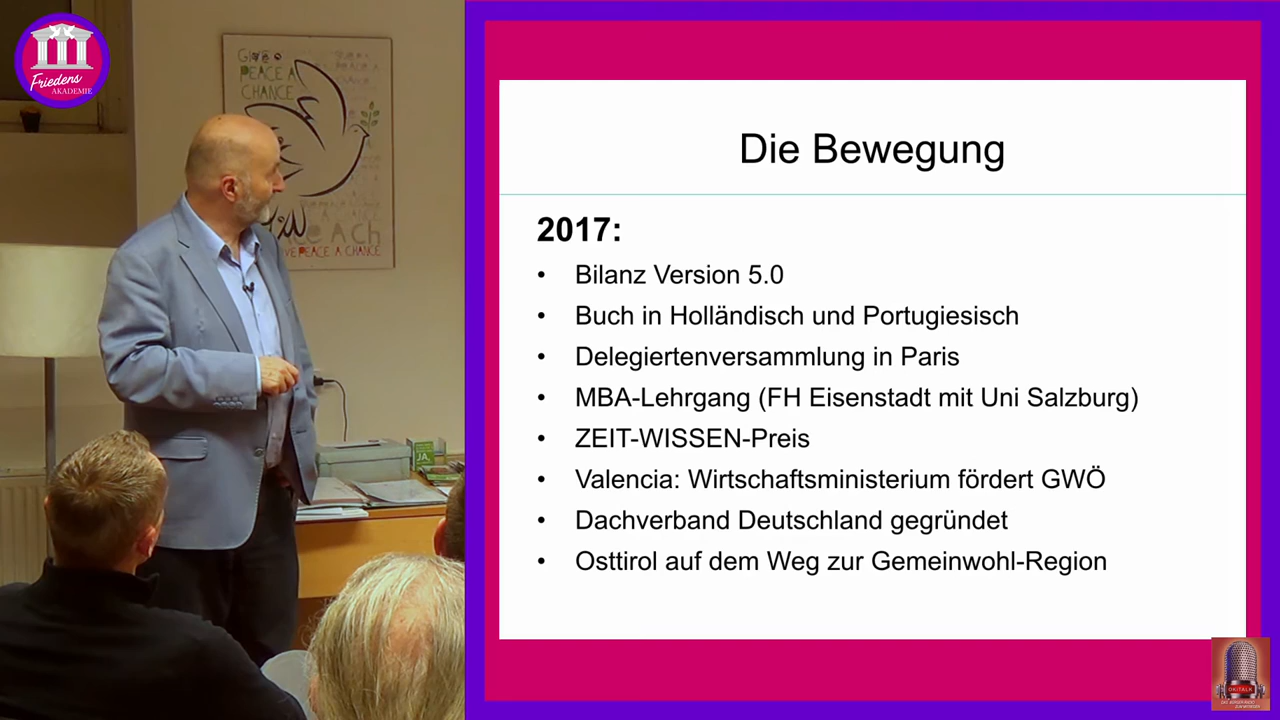 Friedens
AKADEMIE
GIVE
PEACE A
CHANCE
GIVE PEACE A CHANCE
JA,
Die Bewegung
2017:
• Bilanz Version 5.0
• Buch in Holländisch und Portugiesisch
• Delegiertenversammlung in Paris
• MBA-Lehrgang (FH Eisenstadt mit Uni Salzburg)
• ZEIT-WISSEN-Preis
• Valencia: Wirtschaftsministerium fördert GWÖ
• Dachverband Deutschland gegründet
• Osttirol auf dem Weg zur Gemeinwohl-Region
OKiTALK